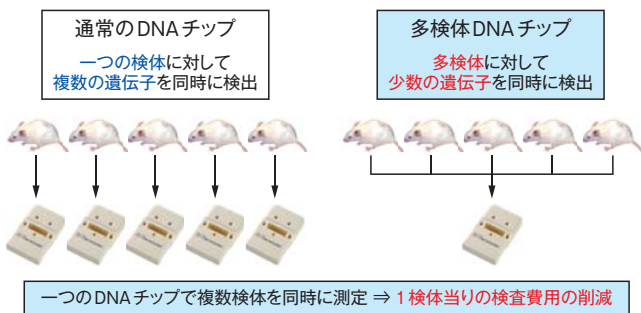 通常のDNAチップ
一つの検体に対して
複数の遺伝子を同時に検出
多検体DNAチップ
多検体に対して
少数の遺伝子を同時に検出
一つのDNAチップで複数検体を同時に測定 ⇒ 1検体当りの検査費用の削減